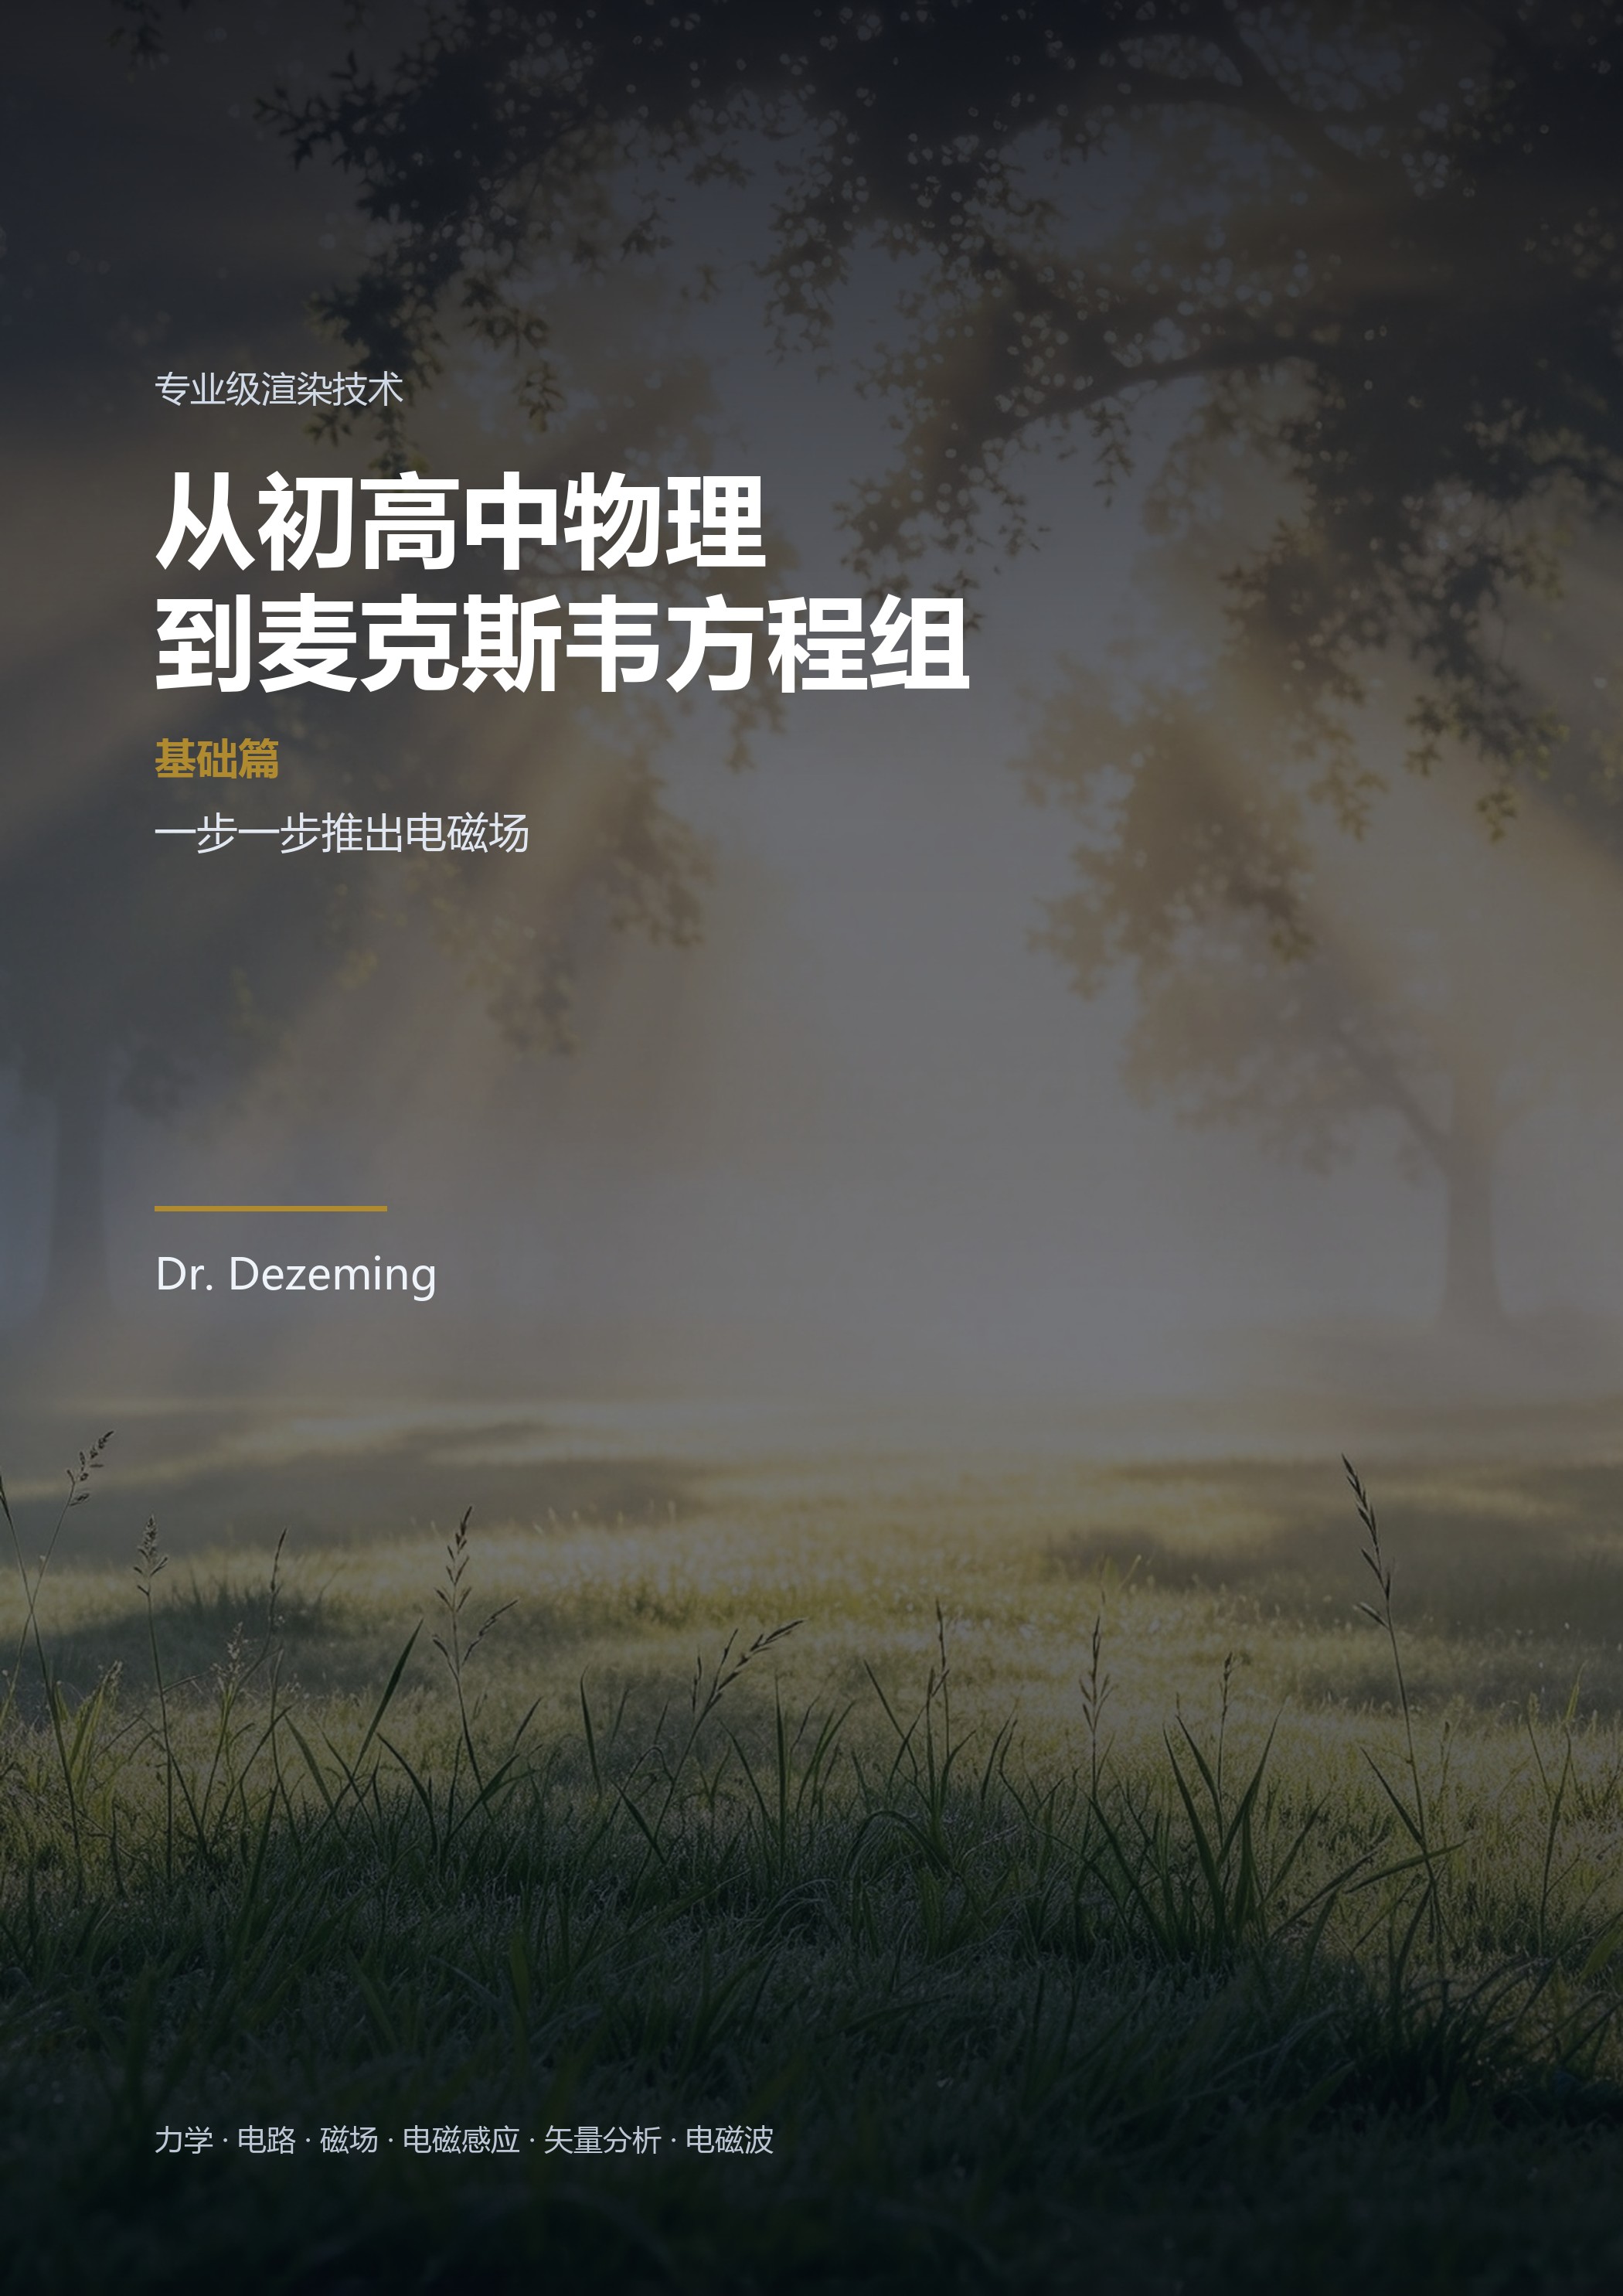 专业级渲染技术
从初高中物理
到麦克斯韦方程组
基础篇
一步一步推出电磁场
Dr. Dezeming
力学 · 电路 · 磁场 · 电磁感应 · 矢量分析 · 电磁波